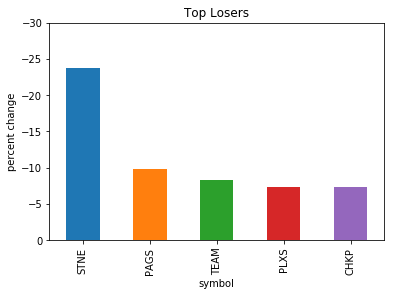 Top Losers
percent change
−30
−25
−20
−15
−10
−5
0
STNE
PAGS
TEAM
PLXS
CHKP
symbol